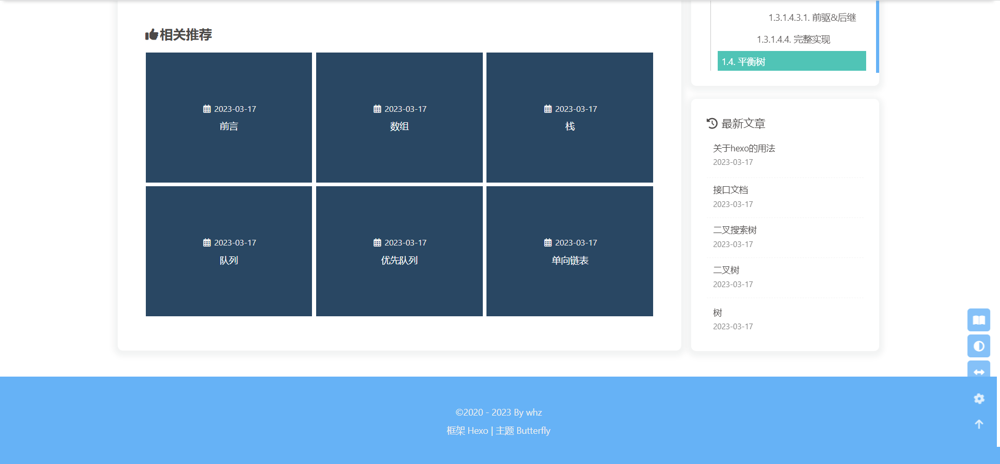 相关推荐
2023-03-17
前言
2023-03-17
数组
2023-03-17
栈
2023-03-17
队列
2023-03-17
优先队列
2023-03-17
单向链表
1.3.1.4.3.1. 前驱&后继
1.3.1.4.4. 完整实现
1.4. 平衡树
最新文章
关于hexo的用法
2023-03-17
接口文档
2023-03-17
二叉搜索树
2023-03-17
二叉树
2023-03-17
树
2023-03-17
©2020 - 2023 By whz
框架 Hexo | 主题 Butterfly